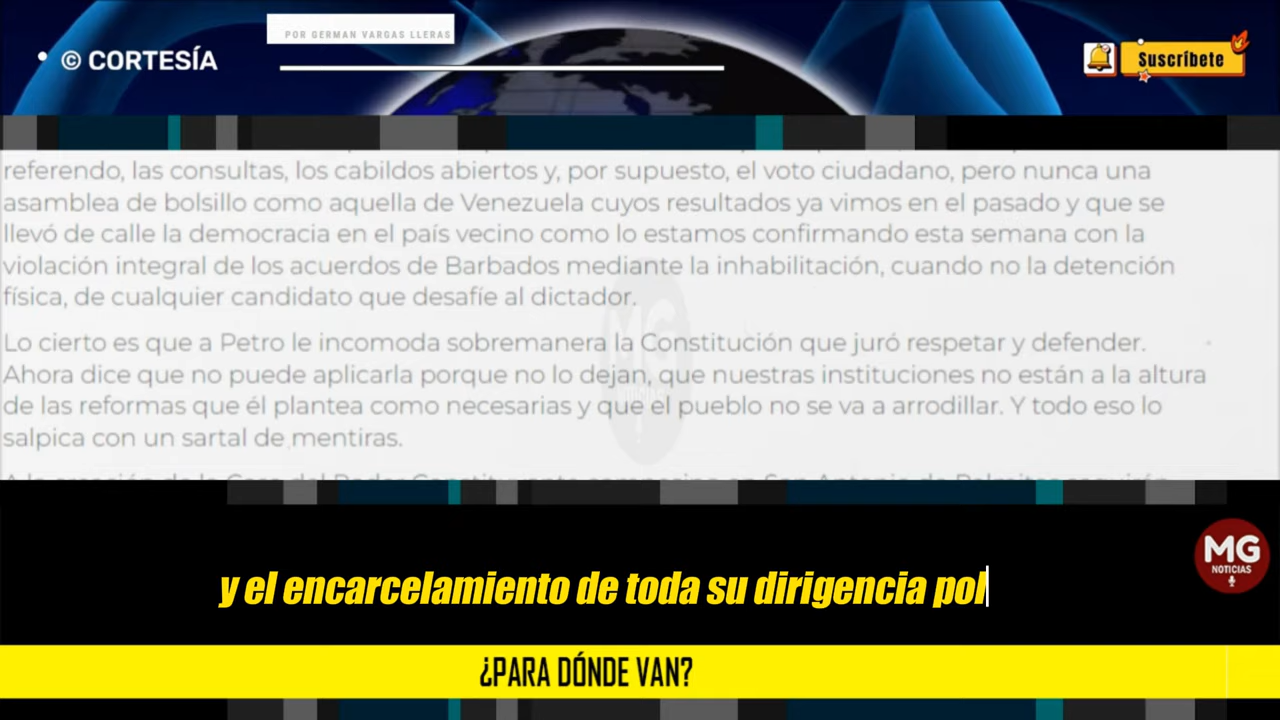 POR GERMAN VARGAS LLERAS
© CORTESÍA
Suscríbete
referendo, las consultas, los cabildos abiertos y, por supuesto, el voto ciudadano, pero nunca una
asamblea de bolsillo como aquella de Venezuela cuyos resultados ya vimos en el pasado y que se
llevó de calle la democracia en el país vecino como lo estamos confirmando esta semana con la
violación integral de los acuerdos de Barbados mediante la inhabilitación, cuando no la detención
física, de cualquier candidato que desafíe al dictador.
Lo cierto es que a Petro le incomoda sobremanera la Constitución que juró respetar y defender.
Ahora dice que no puede aplicarla porque no lo dejan, que nuestras instituciones no están a la altura
de las reformas que él plantea como necesarias y que el pueblo no se va a arrodillar. Y todo eso lo
salpica con un sartal de mentiras.
MG
NOTICIAS
y el encarcelamiento de toda su dirigencia pol
¿PARA DÓNDE VAN?